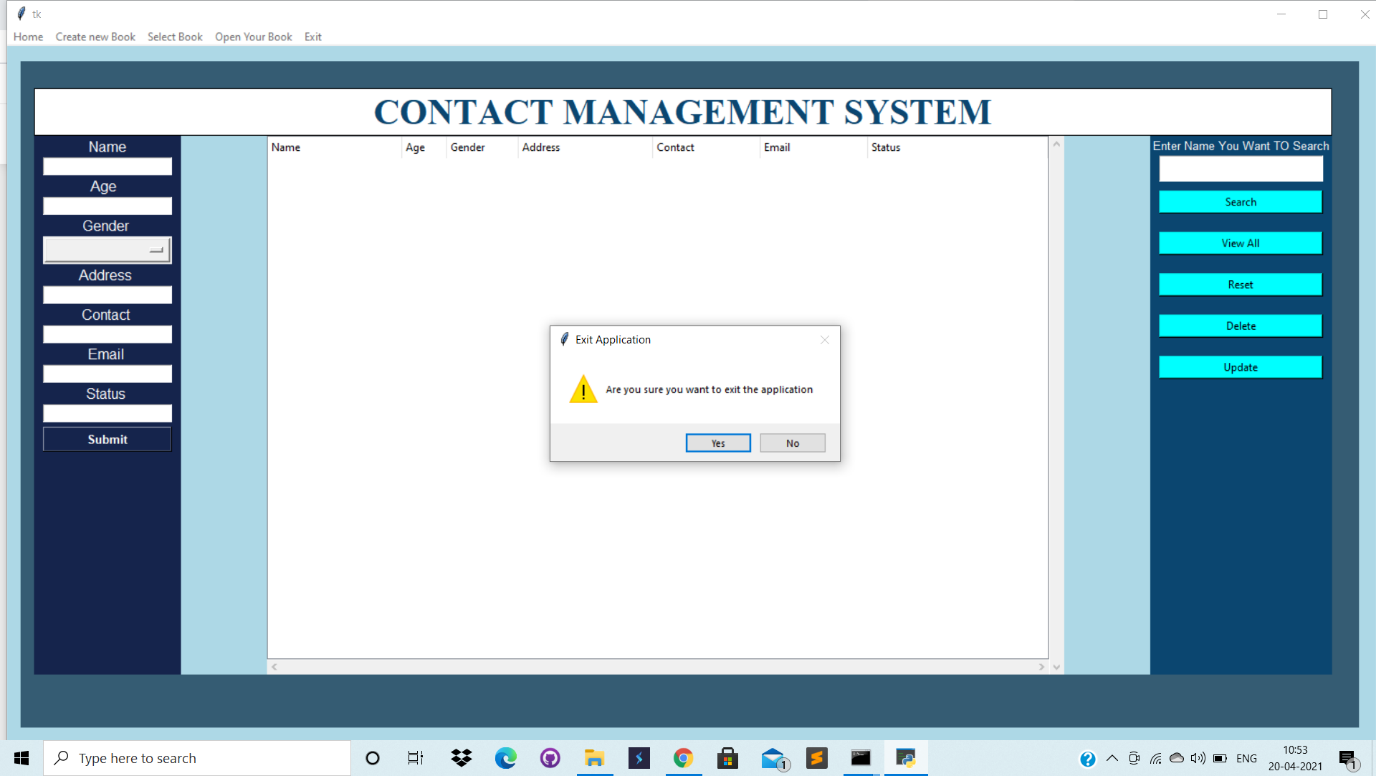 tk
Home Create new Book Select Book Open Your Book Exit
CONTACT MANAGEMENT SYSTEM
Name
Age
Gender
Address
Contact
Email
Status
Submit
Name Age Gender Address Contact Email Status
Enter Name You Want TO Search
Search
View All
Reset
Delete
Update
Exit Application
Are you sure you want to exit the application
Yes No
Type here to search
1
ENG
10:53
20-04-2021
1